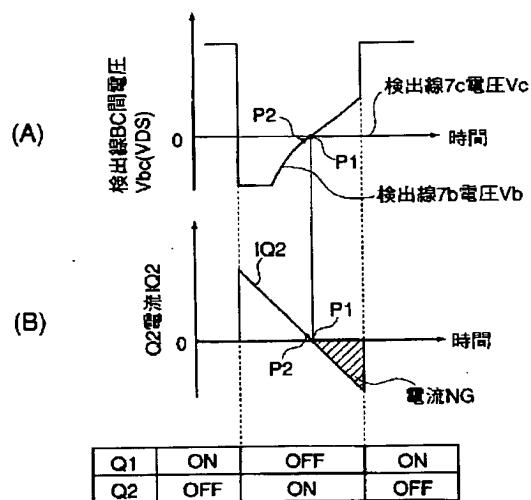 (A)
検出線BC間電圧
Vbc(VDS)
0
P2
P1
検出線7c電圧Vc
時間
検出線7b電圧Vb
(B)
Q2電流IQ2
0
IQ2
P1
P2
時間
電流NG
Q1 ON OFF ON
Q2 OFF ON OFF